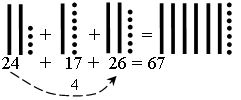 + + =
24 + 17 + 26 = 67
4